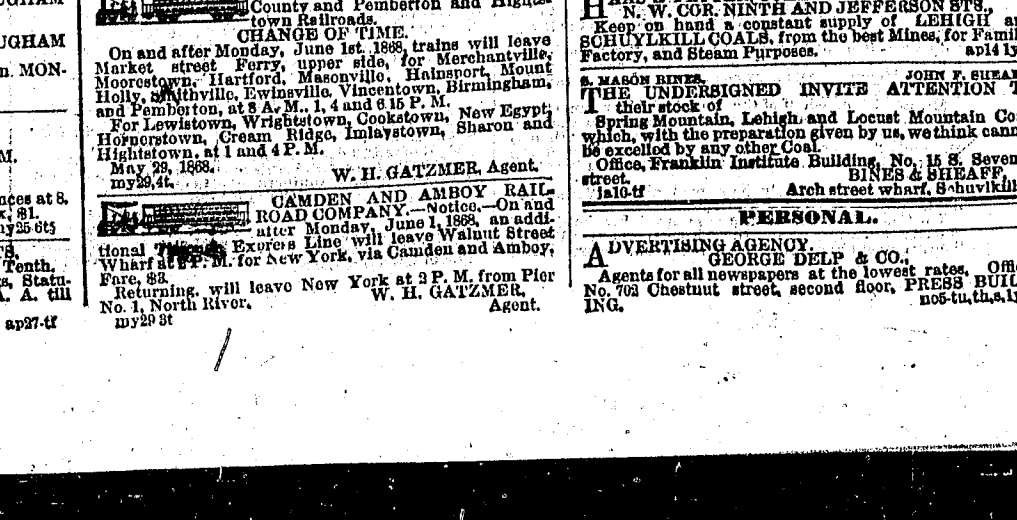 UGHAM
MON-
M.
nces at 8.
$1.
my25-6t§
Tenth.
Statu-
A. till
ap27-tf
County and Pemberton and Hights-
town Railroads.
CHANGE OF TIME.
On and after Monday, June 1st, 1868, trains will leave
Market street Ferry, upper side, for Merchantville,
Moorestown, Hartford, Masonville, Hainsport, Mount
Holly, Smithville, Ewinsville, Vincentown, Birmingham,
and Pemberton, at 8 A. M., 1, 4 and 6.15 P. M.
For Lewistown, Wrightstown, Cookstown, New Egypt,
Hornerstown, Cream Ridge, Imlaystown, Sharon and
Hightstown, at 1 and 4 P. M.
May 29, 1868.
W. H. GATZMER, Agent.
my29,4t.
CAMDEN AND AMBOY RAIL-
ROAD COMPANY.—Notice.—On and
after Monday, June 1, 1868, an addi-
tional Express Line will leave Walnut Street
Wharf at P. M. for New York, via Camden and Amboy,
Fare, $3.
Returning, will leave New York at 2 P. M. from Pier
No. 1, North River.
W. H. GATZMER,
my29 3t
Agent.
N. W. COR. NINTH AND JEFFERSON STS.,
Keep on hand a constant supply of LEHIGH
SCHUYLKILL COALS, from the best Mines, for Famil
Factory, and Steam Purposes.
ap14 ly
S. MASON BINES,
JOHN F. SHEA
THE UNDERSIGNED INVITE ATTENTION T
their stock of
Spring Mountain, Lehigh and Locust Mountain Co
which, with the preparation given by us, we think cann
be excelled by any other Coal.
Office, Franklin Institute Building, No. 15 S. Seven
street.
BINES & SHEAFF,
ja10-tf
Arch street wharf, Schuylkill
PERSONAL.
ADVERTISING AGENCY.
GEORGE DELP & CO.,
Agents for all newspapers at the lowest rates. Offi
No. 702 Chestnut street, second floor, PRESS BUIL
ING.
no5-tu,th,s,ly